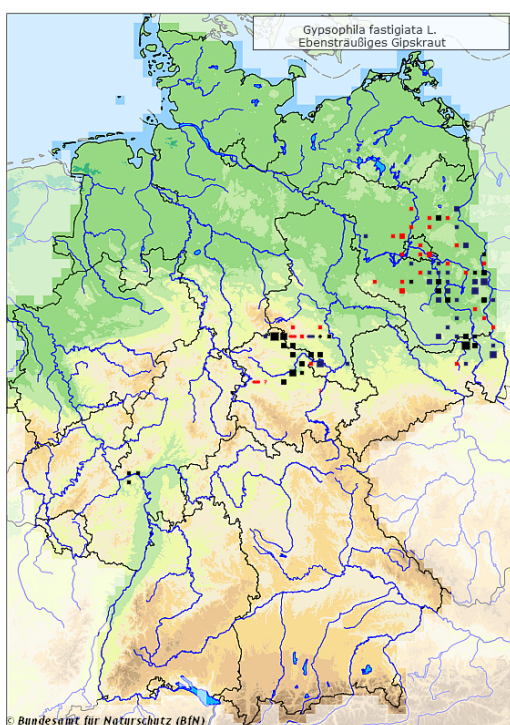 Gypsophila fastigiata L.
Ebensträußiges Gipskraut
?
© Bundesamt für Naturschutz (BfN)